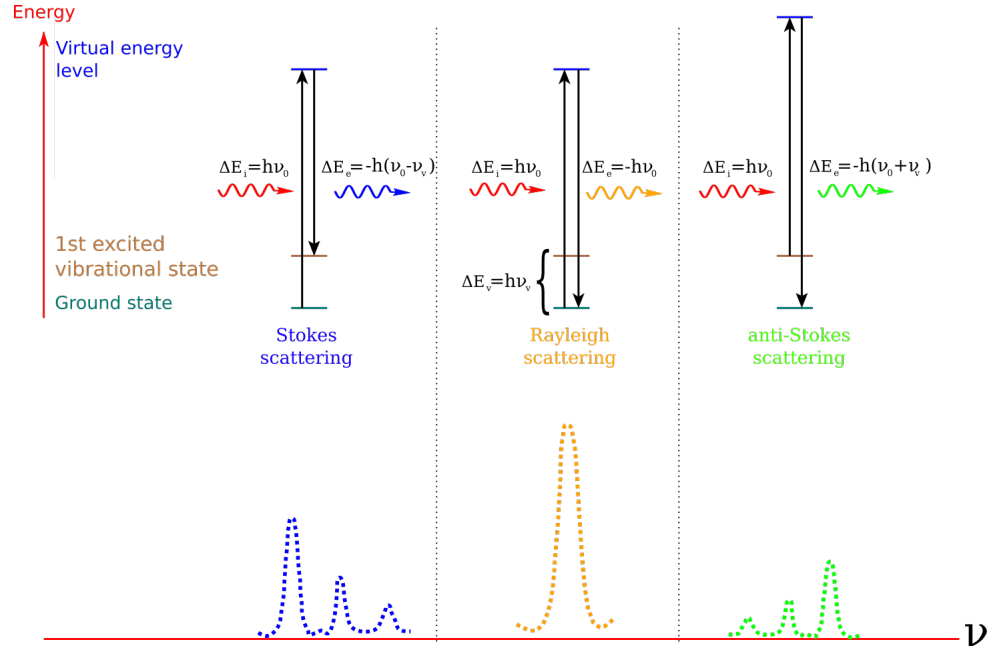 Energy
Virtual energy
level
ΔEᵢ=hν₀
ΔEₑ=-h(ν₀-νᵥ)
ΔEᵢ=hν₀
ΔEₑ=-hν₀
ΔEᵢ=hν₀
ΔEₑ=-h(ν₀+νᵥ)
1st excited
vibrational state
ΔEᵥ=hνᵥ
Ground state
Stokes
scattering
Rayleigh
scattering
anti-Stokes
scattering
ν